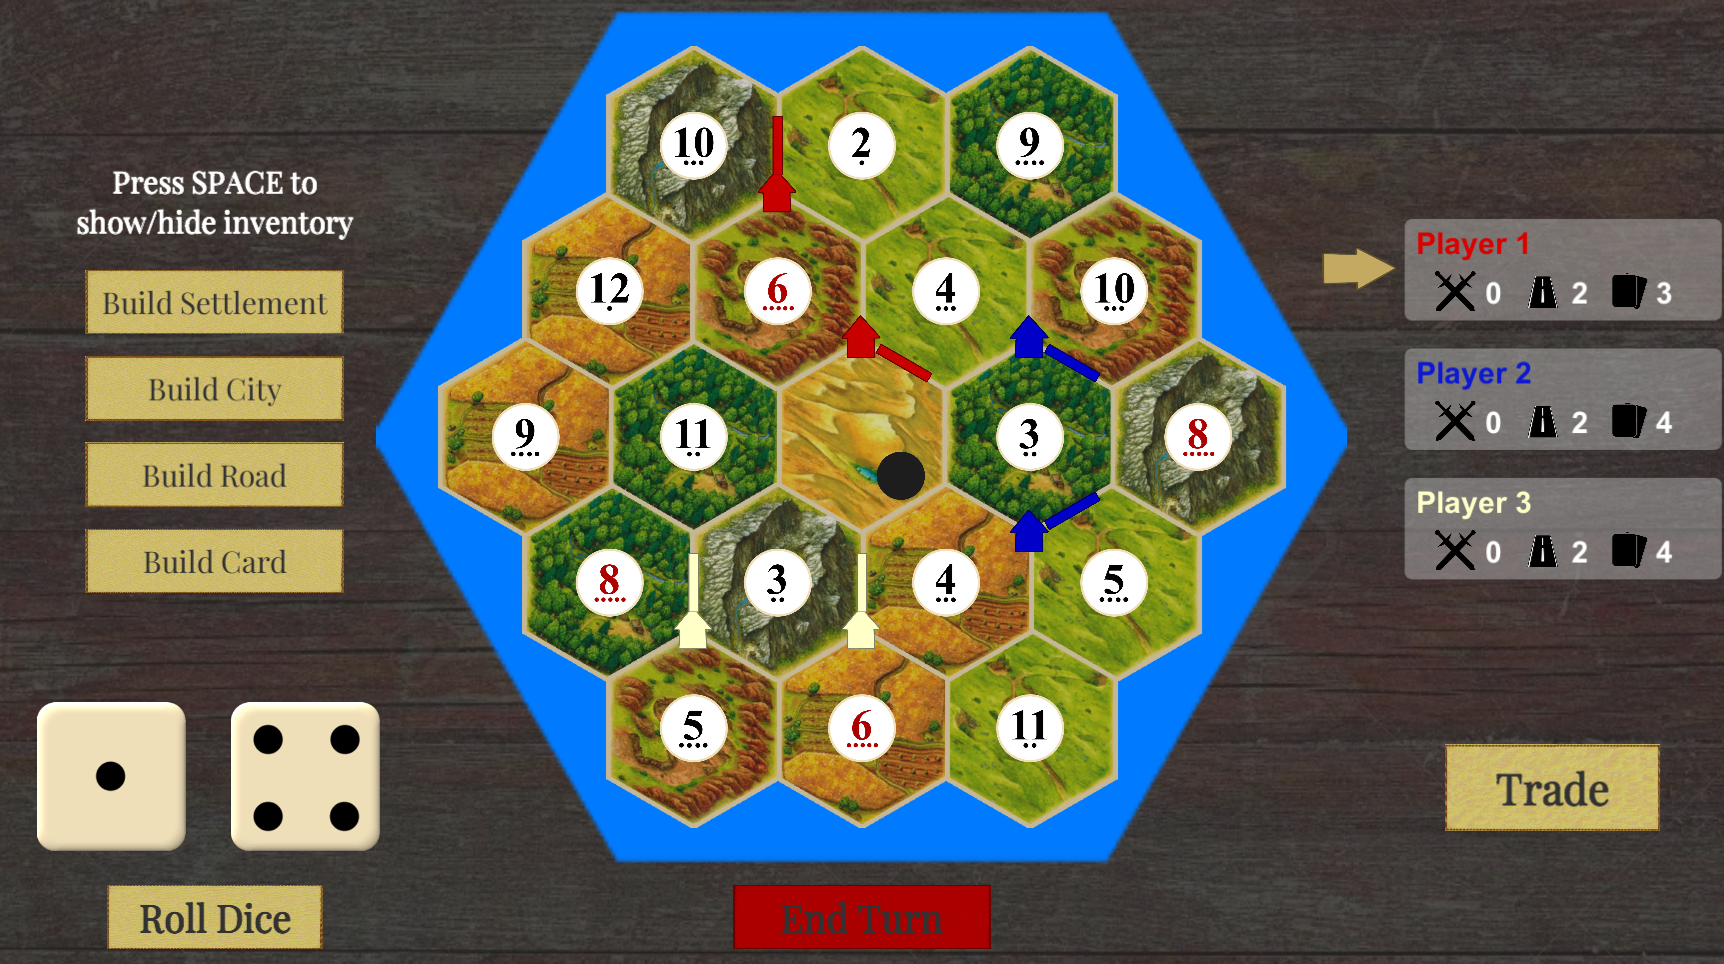 Press SPACE to
show/hide inventory
Build Settlement
Build City
Build Road
Build Card
Roll Dice
10
2
9
12
6
4
10
9
11
3
8
8
3
4
5
5
6
11
End Turn
Player 1
0 2 3
Player 2
0 2 4
Player 3
0 2 4
Trade